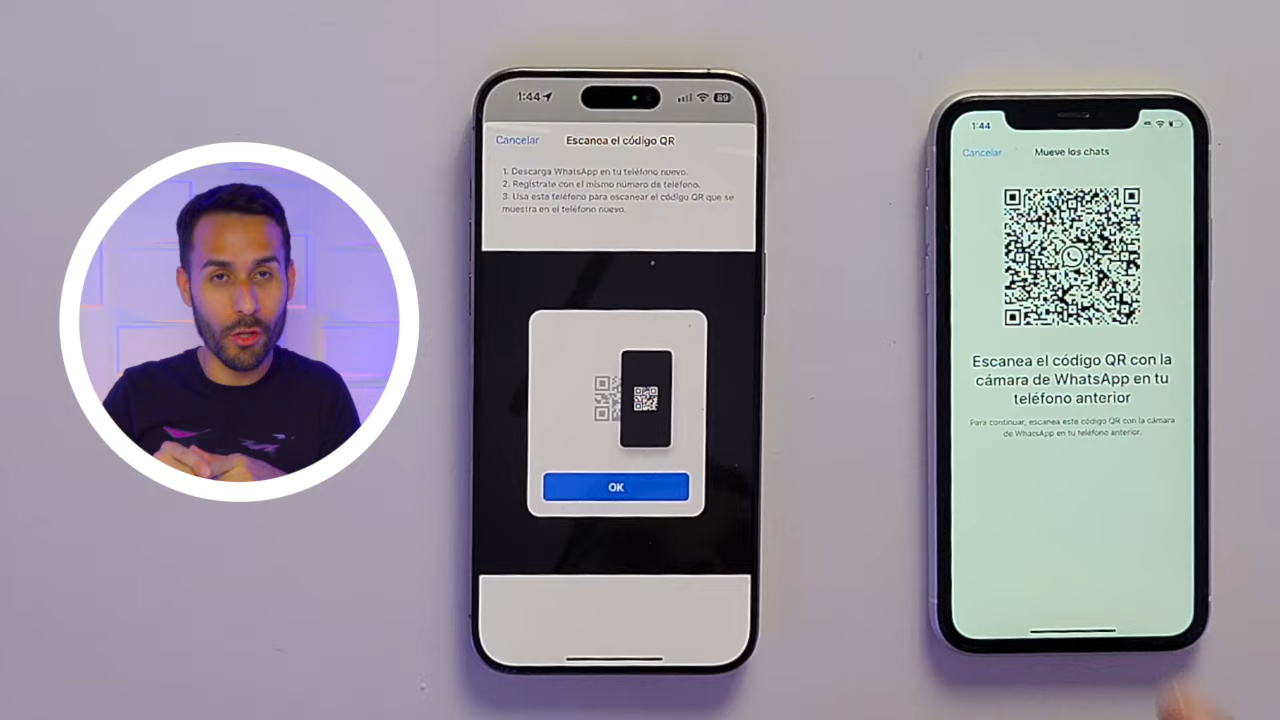 1:44
89
Cancelar
Escanea el código QR
1. Descarga WhatsApp en tu teléfono nuevo.
2. Regístrate con el mismo número de teléfono.
3. Usa este teléfono para escanear el código QR que se
muestra en el teléfono nuevo.
OK
1:44
Cancelar
Mueve los chats
Escanea el código QR con la
cámara de WhatsApp en tu
teléfono anterior
Para continuar, escanea este código QR con la cámara
de WhatsApp en tu teléfono anterior.